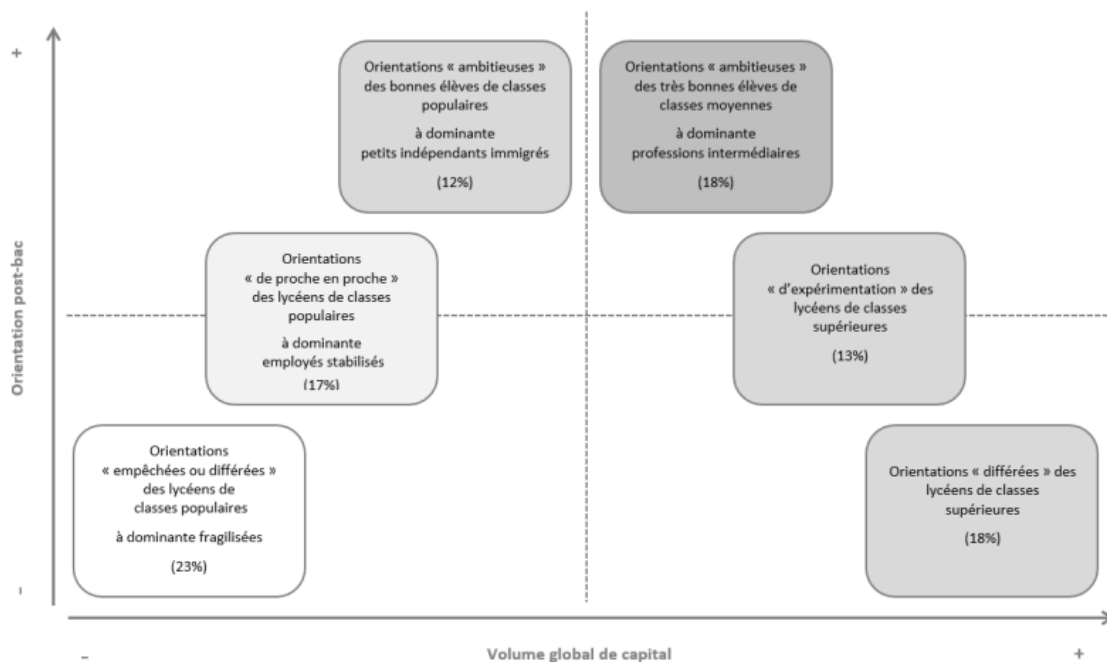 +
Orientation post-bac
-
Orientations « ambitieuses »
des bonnes élèves de classes
populaires
à dominante
petits indépendants immigrés
(12%)
Orientations « ambitieuses »
des très bonnes élèves de
classes moyennes
à dominante
professions intermédiaires
(18%)
Orientations
« de proche en proche »
des lycéens de classes
populaires
à dominante
employés stabilisés
(17%)
Orientations
« d'expérimentation » des
lycéens de classes
supérieures
(13%)
Orientations
« empêchées ou différées »
des lycéens de
classes populaires
à dominante fragilisées
(23%)
Orientations « différées » des
lycéens de classes
supérieures
(18%)
-
Volume global de capital
+